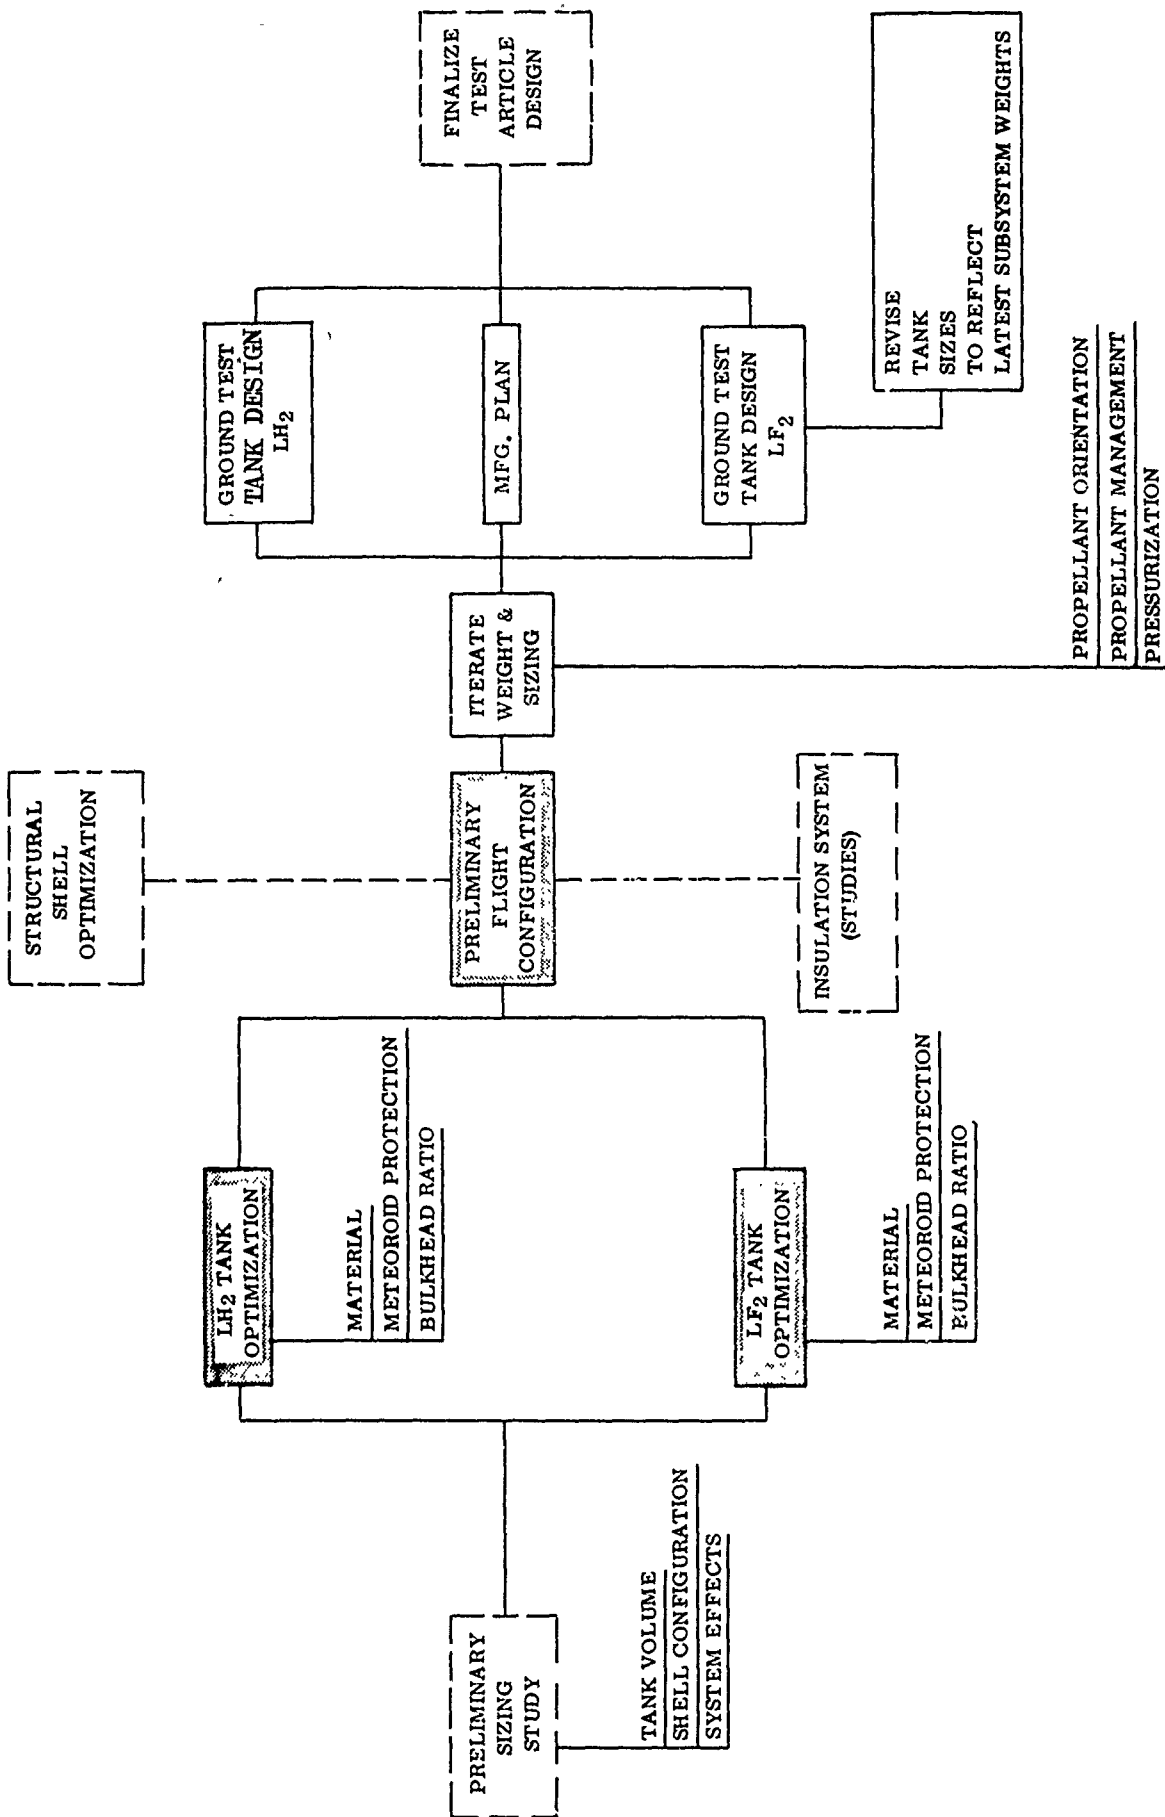 PRELIMINARY
SIZING
STUDY
TANK VOLUME
SHELL CONFIGURATION
SYSTEM EFFECTS
LH2 TANK
OPTIMIZATION
MATERIAL
METEOROID PROTECTION
BULKHEAD RATIO
LF2 TANK
OPTIMIZATION
MATERIAL
METEOROID PROTECTION
BULKHEAD RATIO
STRUCTURAL
SHELL
OPTIMIZATION
PRELIMINARY
FLIGHT
CONFIGURATION
INSULATION SYSTEM
(STUDIES)
ITERATE
WEIGHT &
SIZING
PROPELLANT ORIENTATION
PROPELLANT MANAGEMENT
PRESSURIZATION
GROUND TEST
TANK DESIGN
LH2
MFG. PLAN
GROUND TEST
TANK DESIGN
LF2
REVISE
TANK
SIZES
TO REFLECT
LATEST SUBSYSTEM WEIGHTS
FINALIZE
TEST
ARTICLE
DESIGN